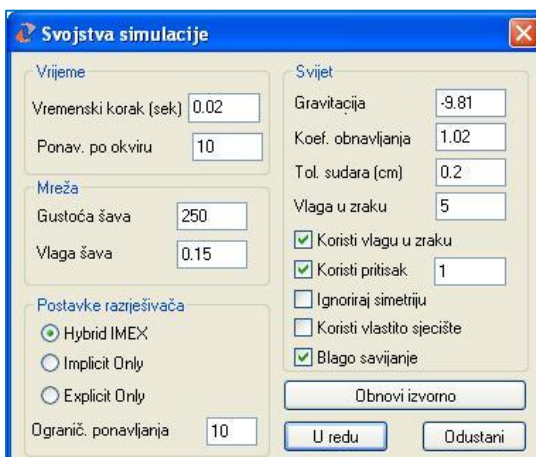 Svojstva simulacije
Vrijeme
Vremenski korak (sek) 0.02
Ponav. po okviru 10
Mreža
Gustoća šava 250
Vlaga šava 0.15
Postavke razrješivača
Hybrid IMEX
Implicit Only
Explicit Only
Ogranič. ponavljanja 10
Svijet
Gravitacija -9.81
Koef. obnavljanja 1.02
Tol. sudara (cm) 0.2
Vlaga u zraku 5
Koristi vlagu u zraku
Koristi pritisak 1
Ignoriraj simetriju
Koristi vlastito sjecište
Blago savijanje
Obnovi izvorno
U redu Odustani